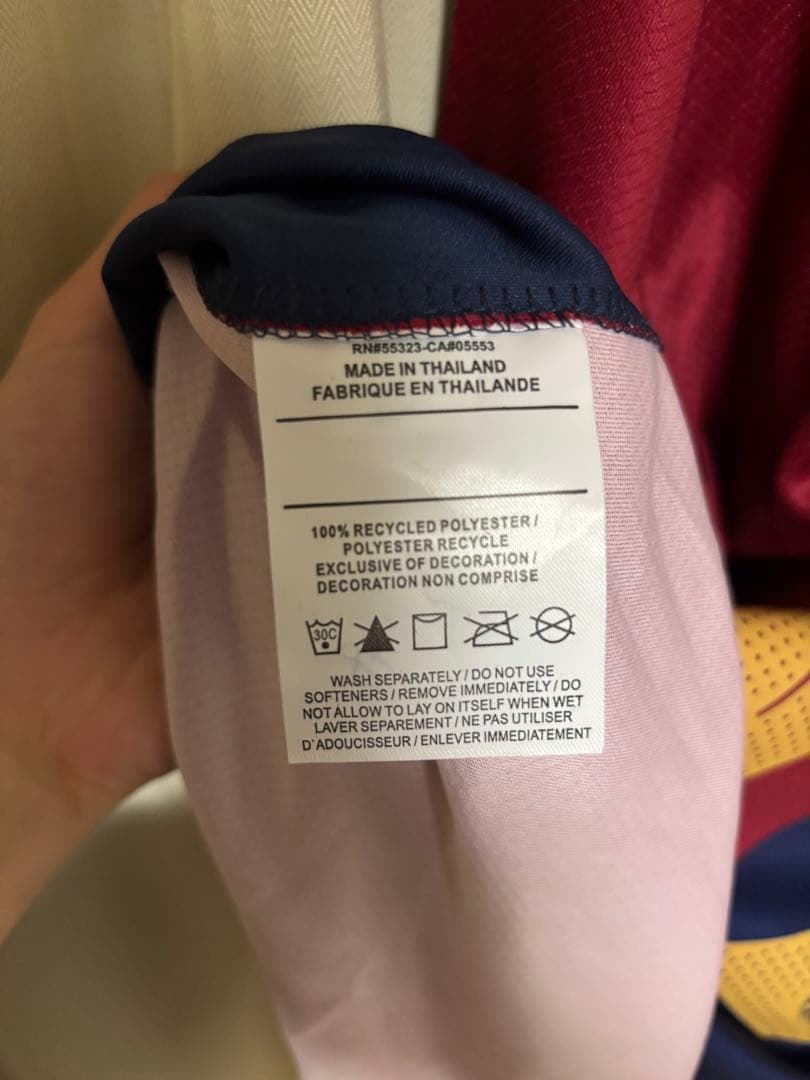 RN#55323-CA#05553
MADE IN THAILAND
FABRIQUE EN THAILANDE
100% RECYCLED POLYESTER /
POLYESTER RECYCLE
EXCLUSIVE OF DECORATION /
DECORATION NON COMPRISE
30C
WASH SEPARATELY / DO NOT USE
SOFTENERS / REMOVE IMMEDIATELY / DO
NOT ALLOW TO LAY ON ITSELF WHEN WET
LAVER SEPAREMENT / NE PAS UTILISER
D`ADOUCISSEUR / ENLEVER IMMEDIATEMENT